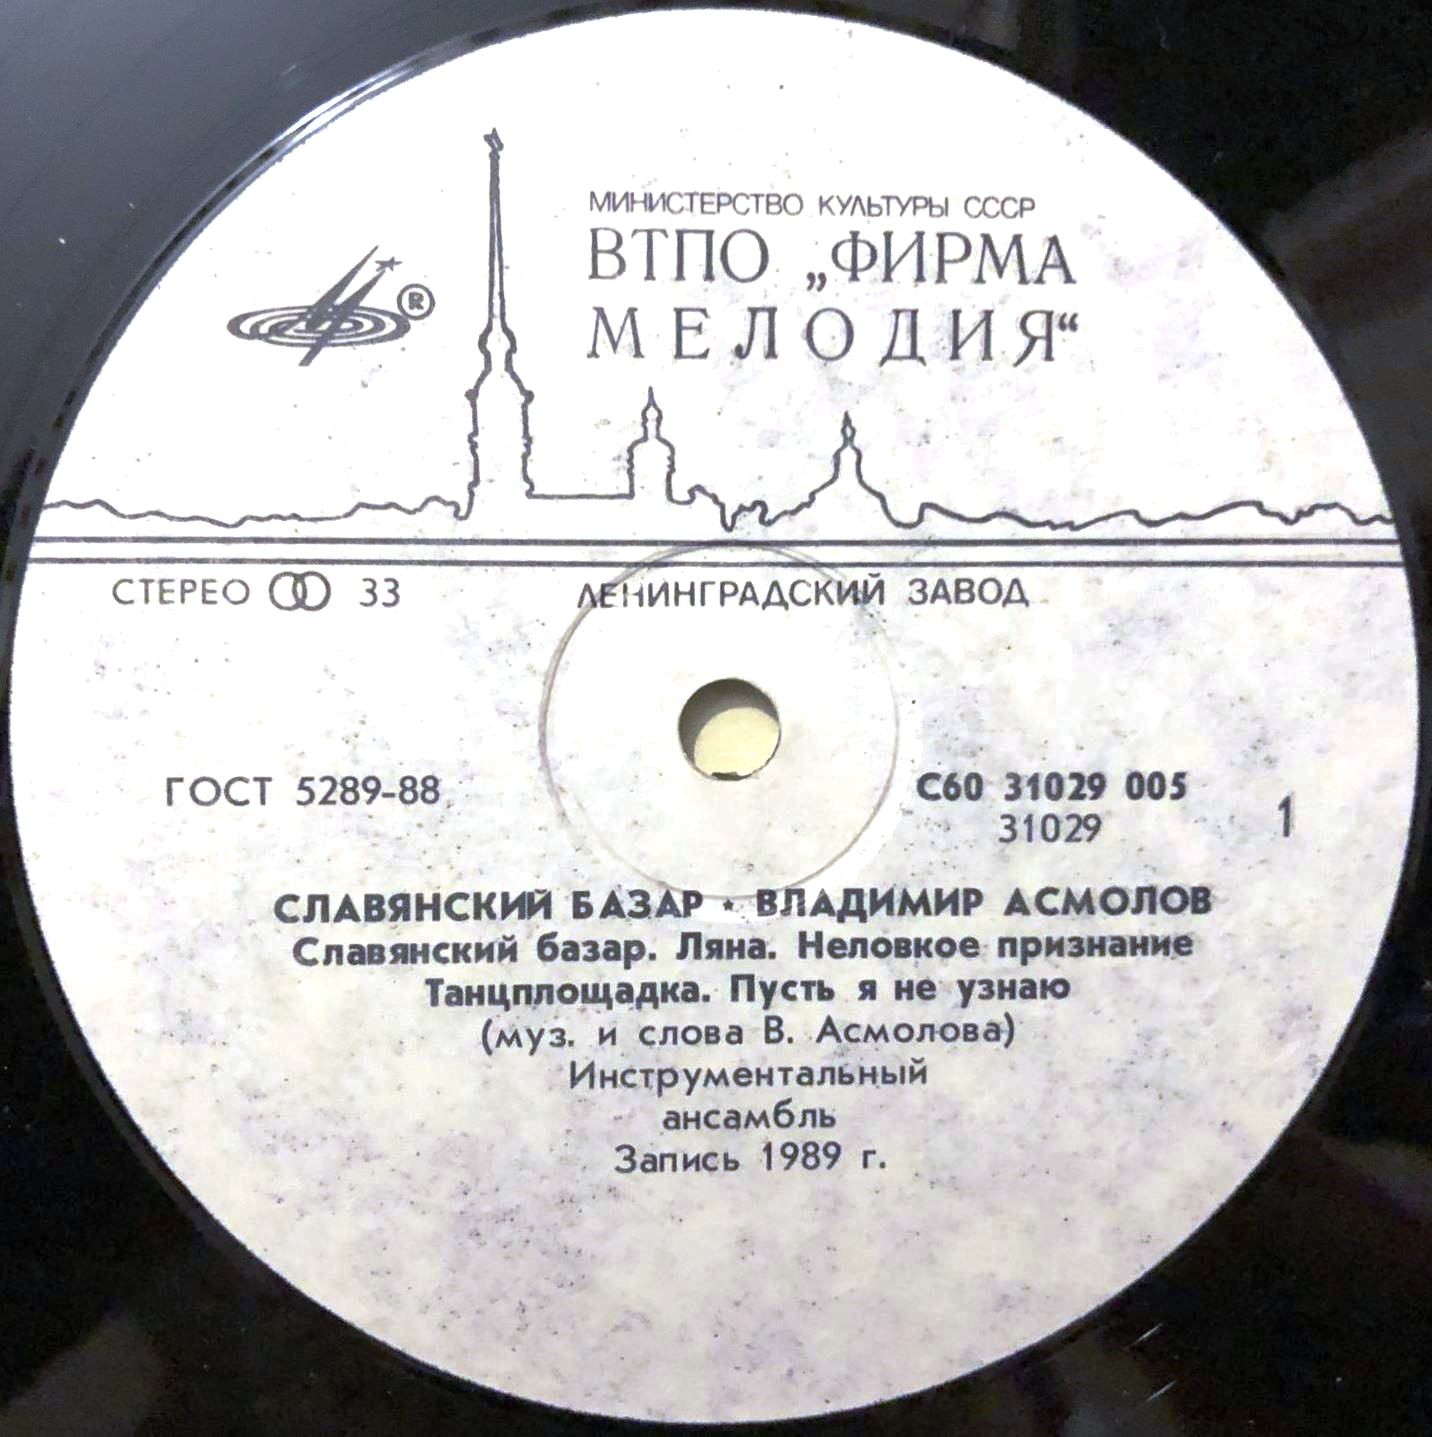 МИНИСТЕРСТВО КУЛЬТУРЫ СССР
ВТПО „ФИРМА
МЕЛОДИЯ“
®
СТЕРЕО 33
ЛЕНИНГРАДСКИЙ ЗАВОД
ГОСТ 5289-88
С60 31029 005
31029
1
СЛАВЯНСКИЙ БАЗАР ★ ВЛАДИМИР АСМОЛОВ
Славянский базар. Ляна. Неловкое признание
Танцплощадка. Пусть я не узнаю
(муз. и слова В. Асмолова)
Инструментальный
ансамбль
Запись 1989 г.